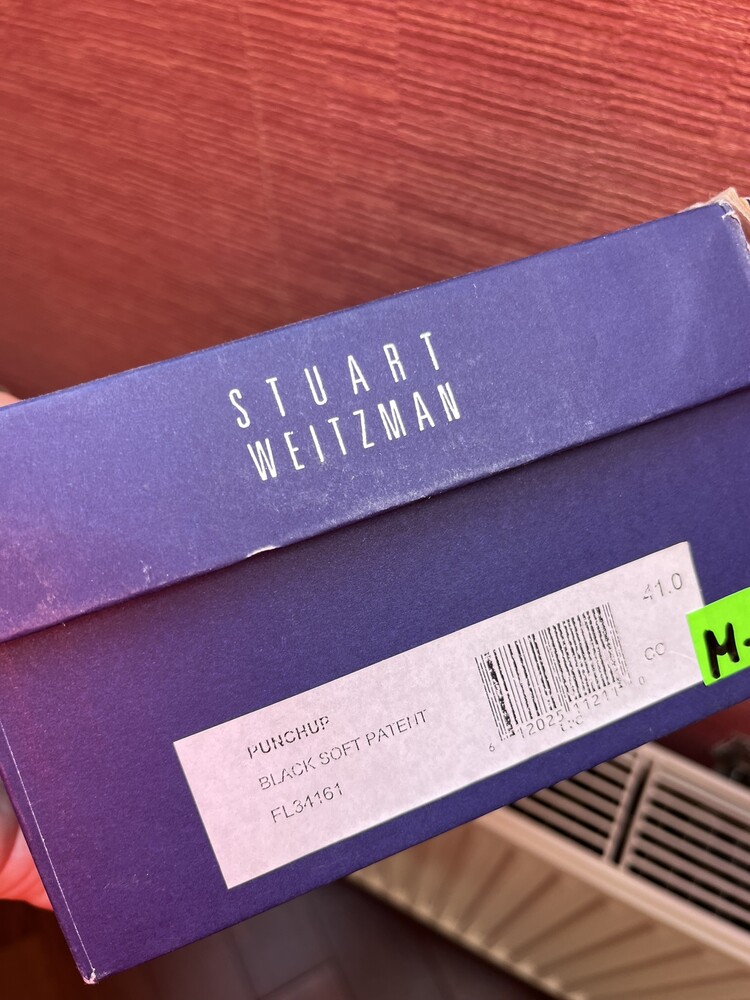 STUART
WEITZMAN
41.0
CO
PUNCHUP
BLACK SOFT PATENT
FL34161
M-